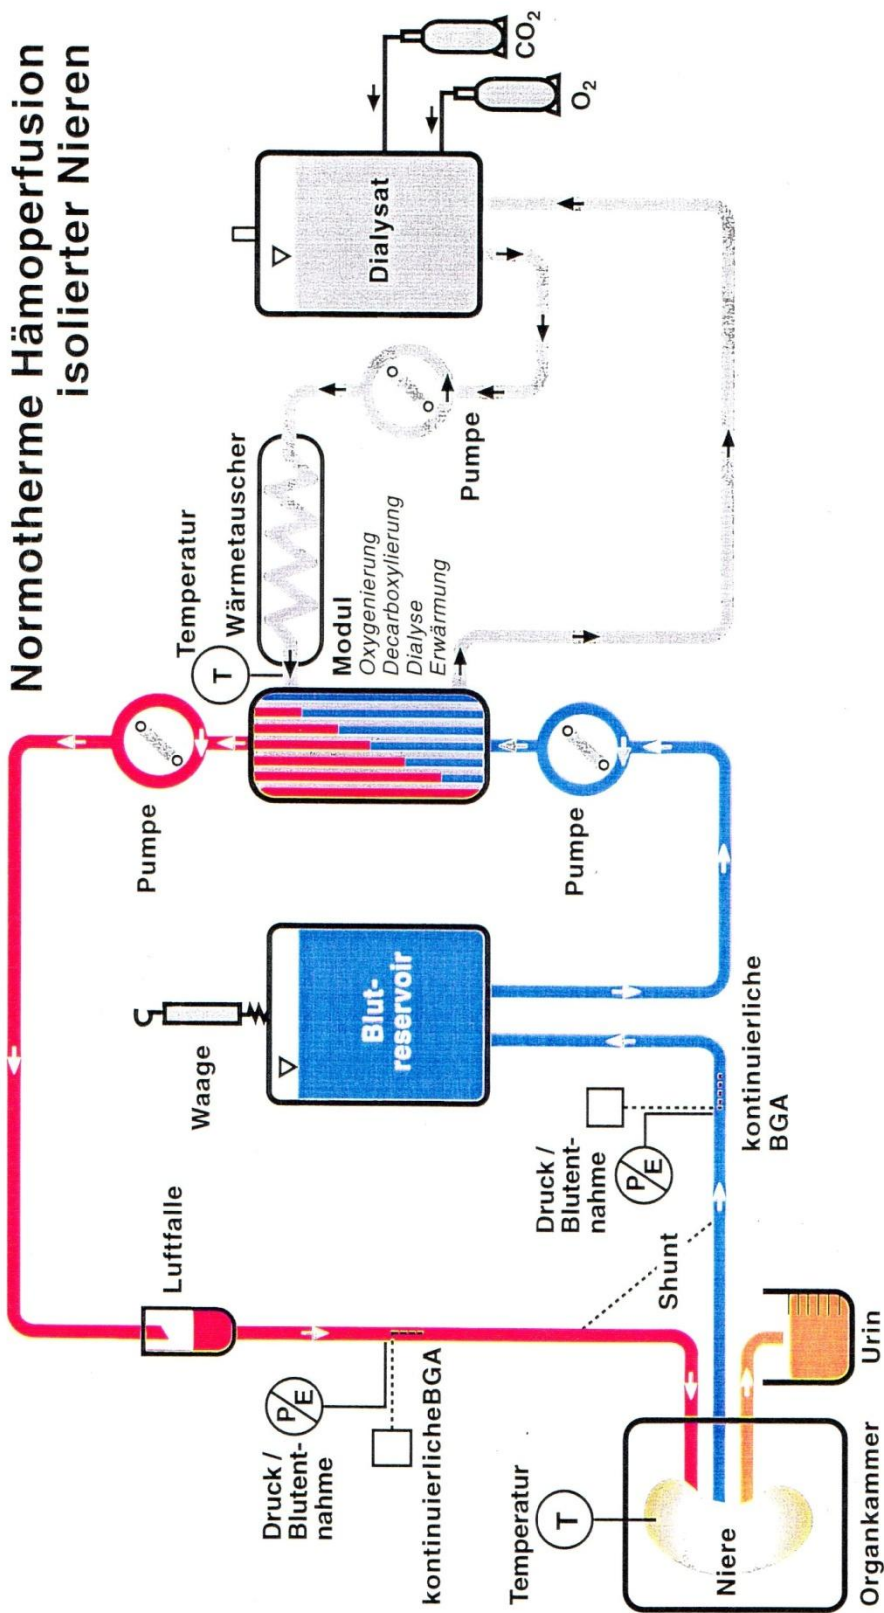 Normotherme Hämoperfusion
isolierter Nieren
CO2
O2
Dialysat
Pumpe
Temperatur
Wärmetauscher
T
Modul
Oxygenierung
Decarboxylierung
Dialyse
Erwärmung
Pumpe
Pumpe
Waage
Blut-
reservoir
Luftfalle
Druck /
Blutent-
nahme
P/E
kontinuierliche
BGA
Shunt
Druck /
Blutent-
nahme
P/E
kontinuierlicheBGA
Temperatur
T
Niere
Organkammer
Urin